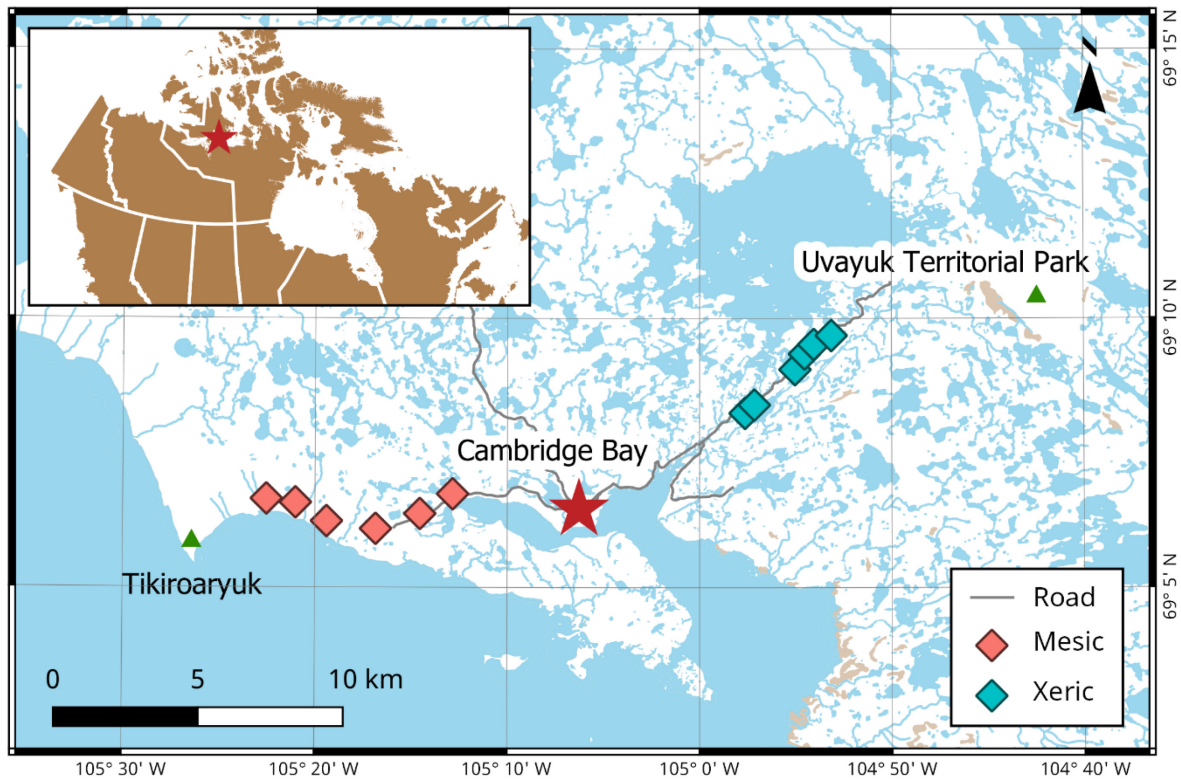 N
69° 15' N
Uvayuk Territorial Park
69° 10' N
Cambridge Bay
Tikiroaryuk
69° 5' N
Road
Mesic
Xeric
0 5 10 km
105° 30' W 105° 20' W 105° 10' W 105° 0' W 104° 50' W 104° 40' W